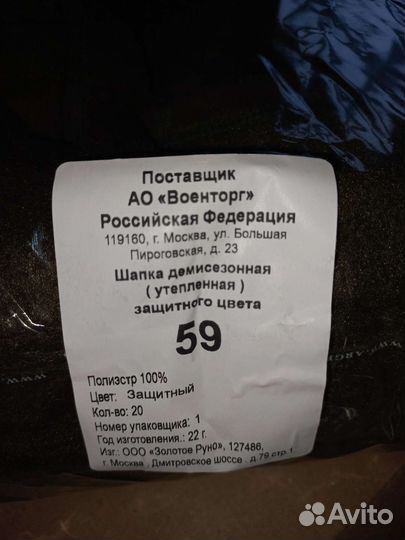 Поставщик
АО «Военторг»
Российская Федерация
119160, г. Москва, ул. Большая
Пироговская, д. 23
Шапка демисезонная
( утепленная )
защитного цвета
59
Полиэстр 100%
Цвет: Защитный
Кол-во: 20
Номер упаковщика: 1
Год изготовления.: 22 г.
Изг.: ООО «Золотое Руно», 127486,
г. Москва , Дмитровское шоссе . д.79 стр.1
Avito